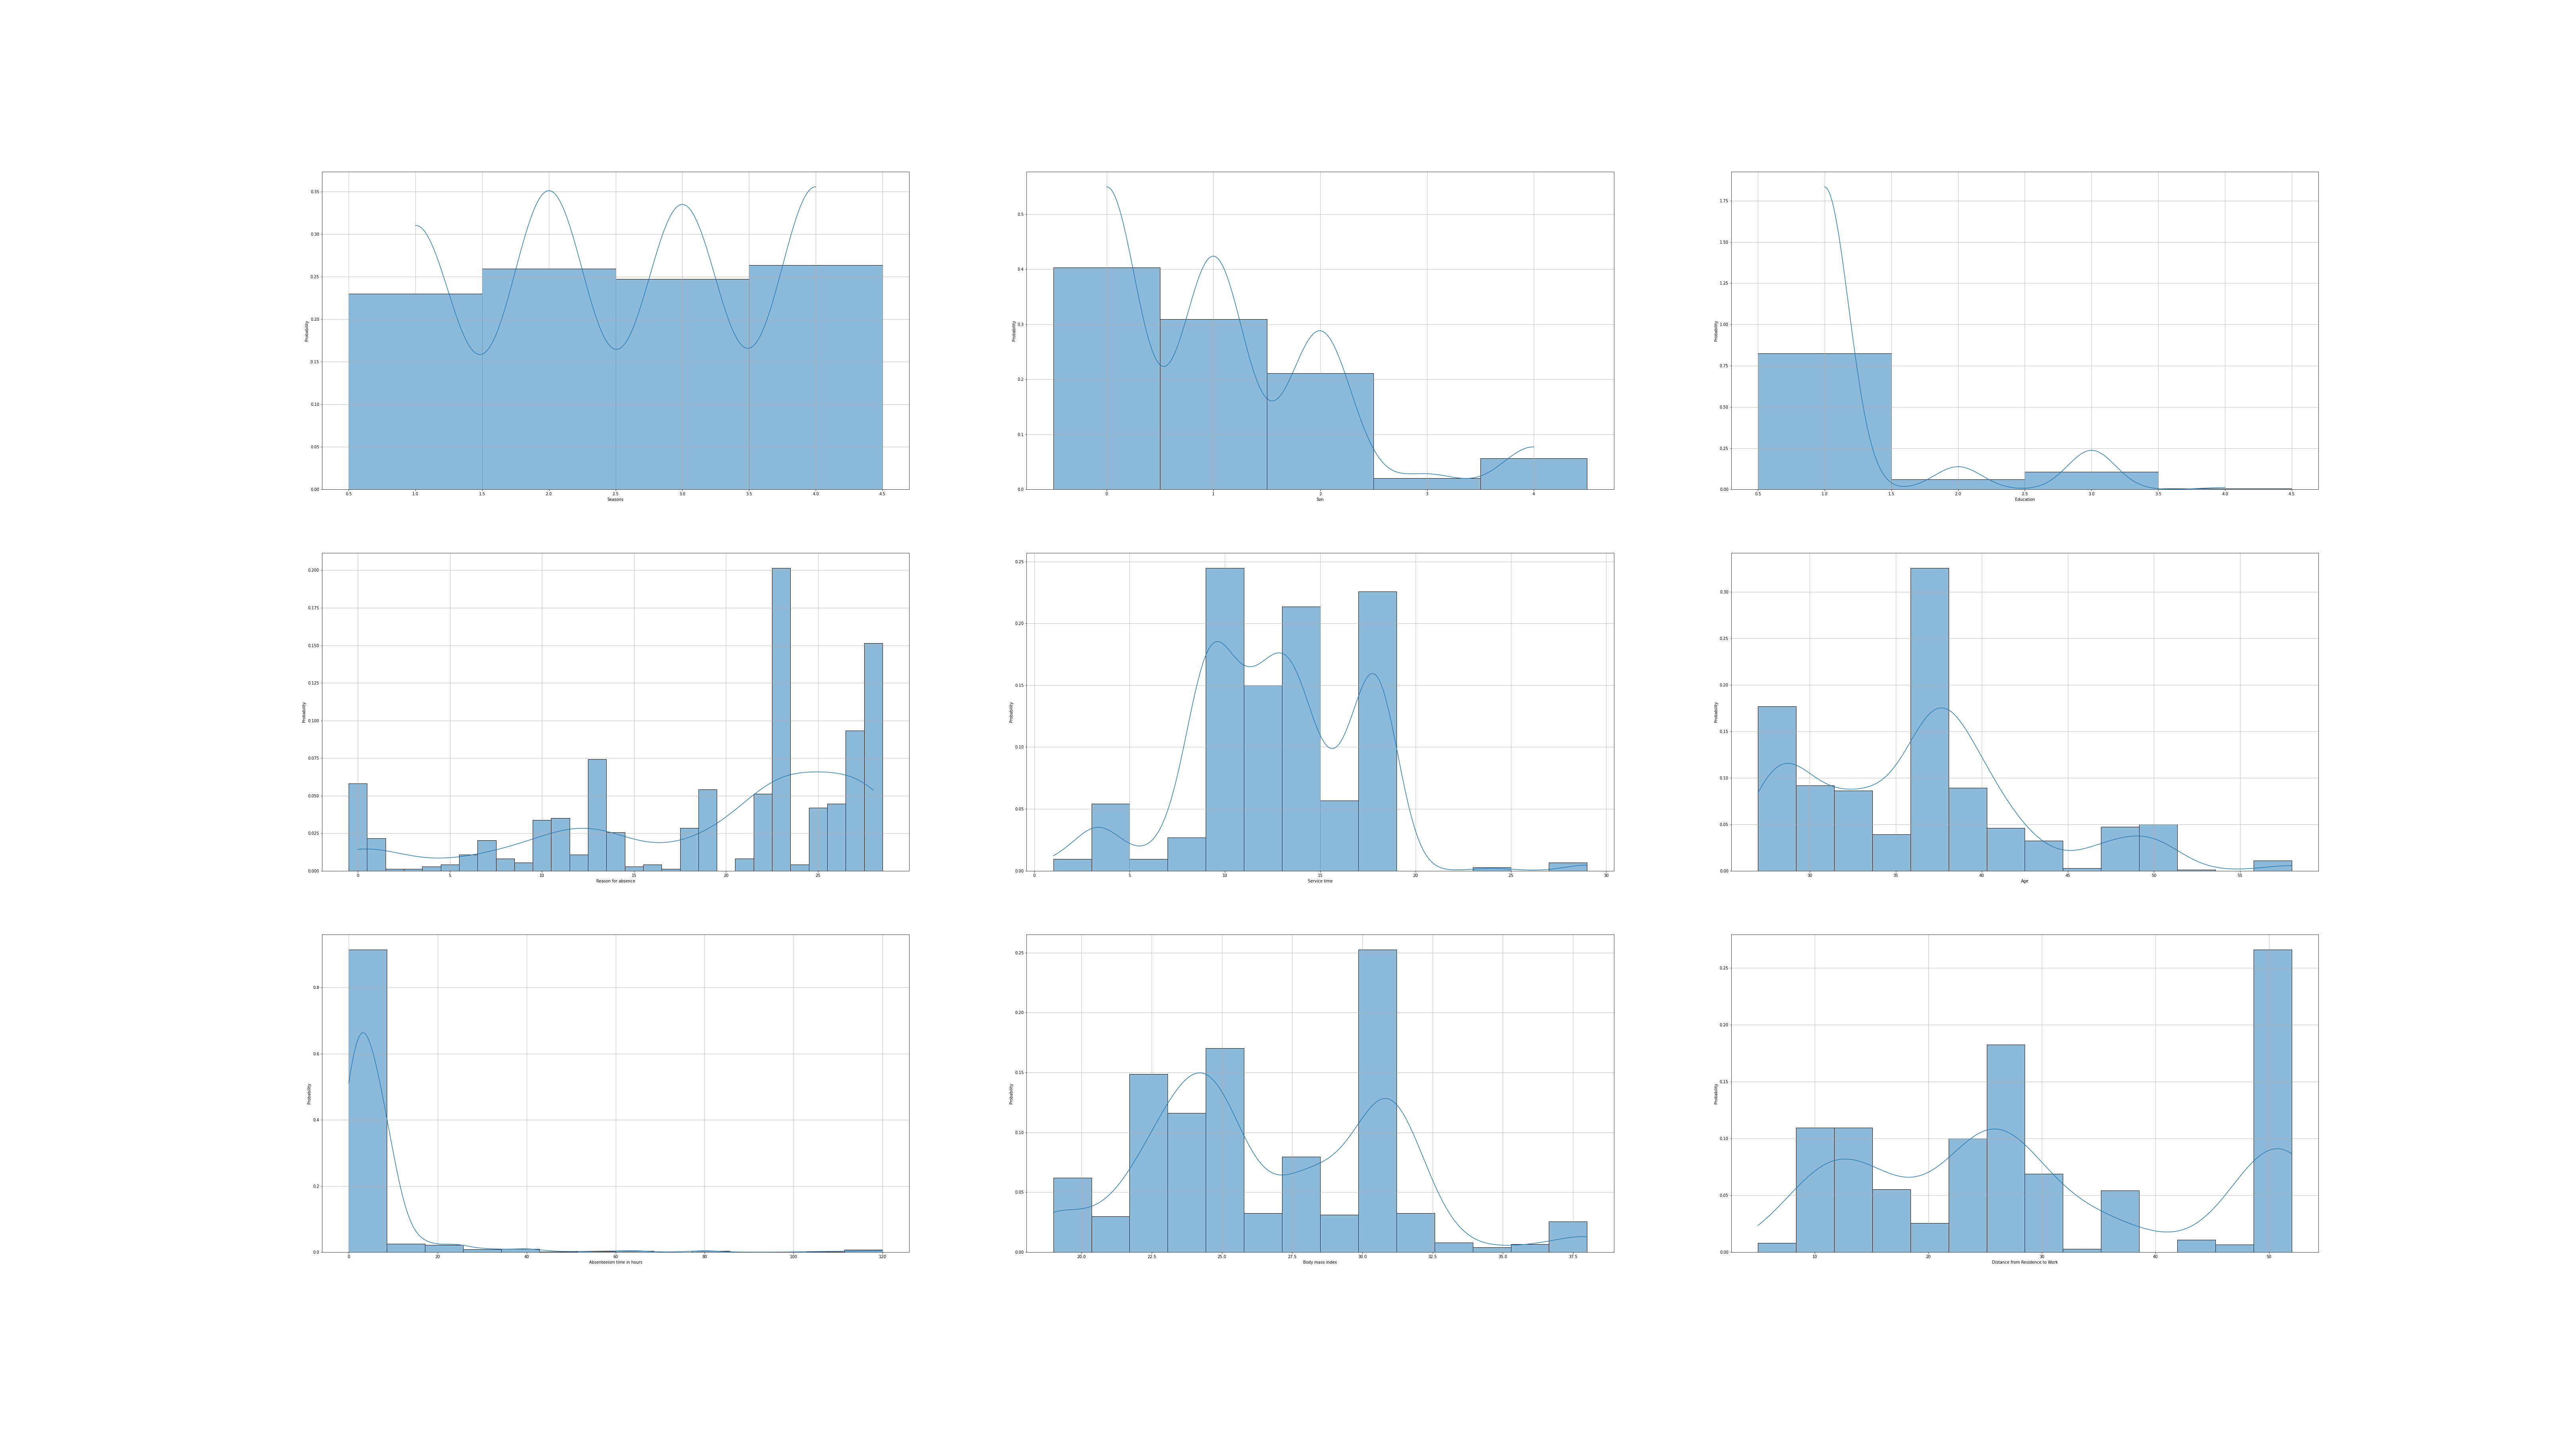 0.35
0.30
0.25
0.20
0.15
0.10
0.05
0.00
Probability
0.5 1.0 1.5 2.0 2.5 3.0 3.5 4.0 4.5
Seasons
0.5
0.4
0.3
0.2
0.1
0.0
Probability
0 1 2 3 4
Son
1.75
1.50
1.25
1.00
0.75
0.50
0.25
0.00
Probability
0.5 1.0 1.5 2.0 2.5 3.0 3.5 4.0 4.5
Education
0.200
0.175
0.150
0.125
0.100
0.075
0.050
0.025
0.000
Probability
0 5 10 15 20 25
Reason for absence
0.25
0.20
0.15
0.10
0.05
0.00
Probability
0 5 10 15 20 25 30
Service time
0.30
0.25
0.20
0.15
0.10
0.05
0.00
Probability
30 35 40 45 50 55
Age
0.8
0.6
0.4
0.2
0.0
Probability
0 20 40 60 80 100 120
Absenteeism time in hours
0.25
0.20
0.15
0.10
0.05
0.00
Probability
20.0 22.5 25.0 27.5 30.0 32.5 35.0 37.5
Body mass index
0.25
0.20
0.15
0.10
0.05
0.00
Probability
10 20 30 40 50
Distance from Residence to Work